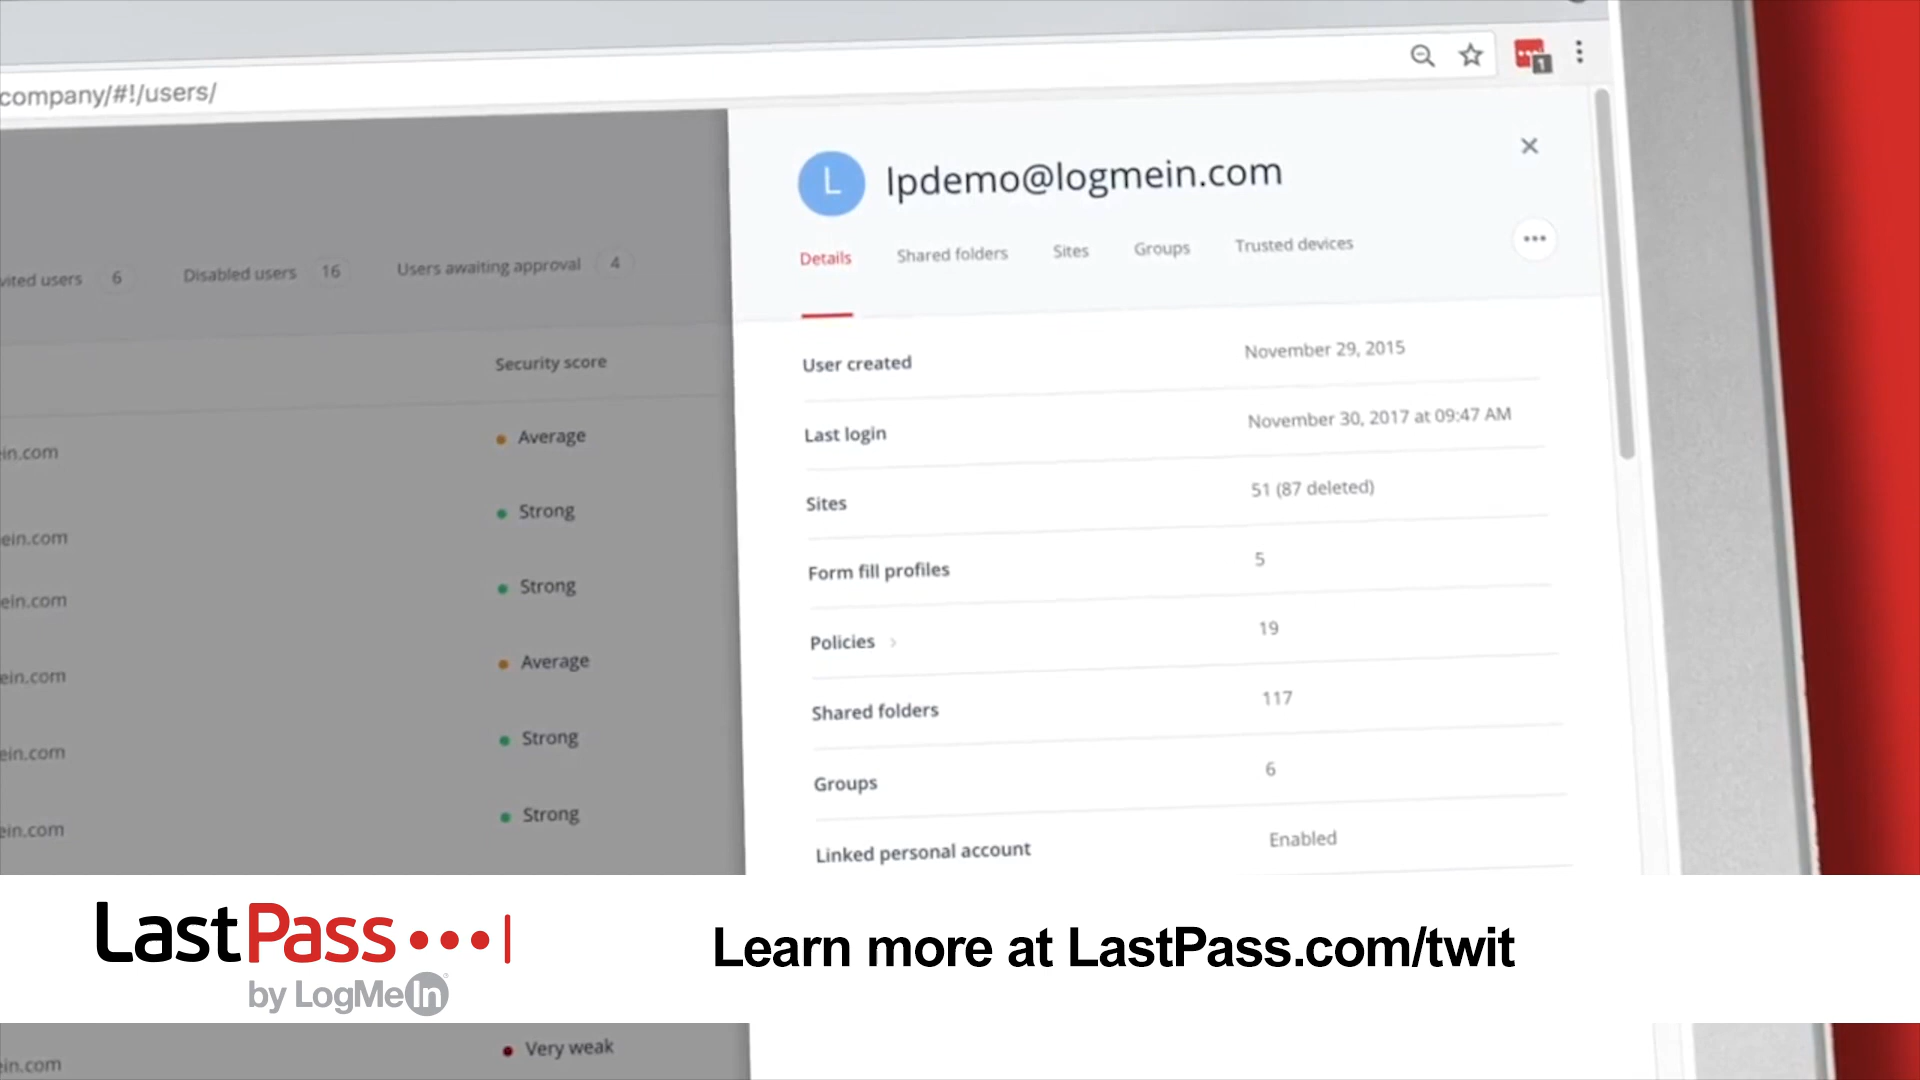 company/#!/users/
1
L
lpdemo@logmein.com
Details Shared folders Sites Groups Trusted devices
vited users 6 Disabled users 16 Users awaiting approval 4
Security score
in.com Average
ein.com Strong
ein.com Strong
ein.com Average
ein.com Strong
ein.com Strong
User created November 29, 2015
Last login November 30, 2017 at 09:47 AM
Sites 51 (87 deleted)
Form fill profiles 5
Policies > 19
Shared folders 117
Groups 6
Linked personal account Enabled
LastPass •••|
by LogMeIn
Learn more at LastPass.com/twit
in.com Very weak